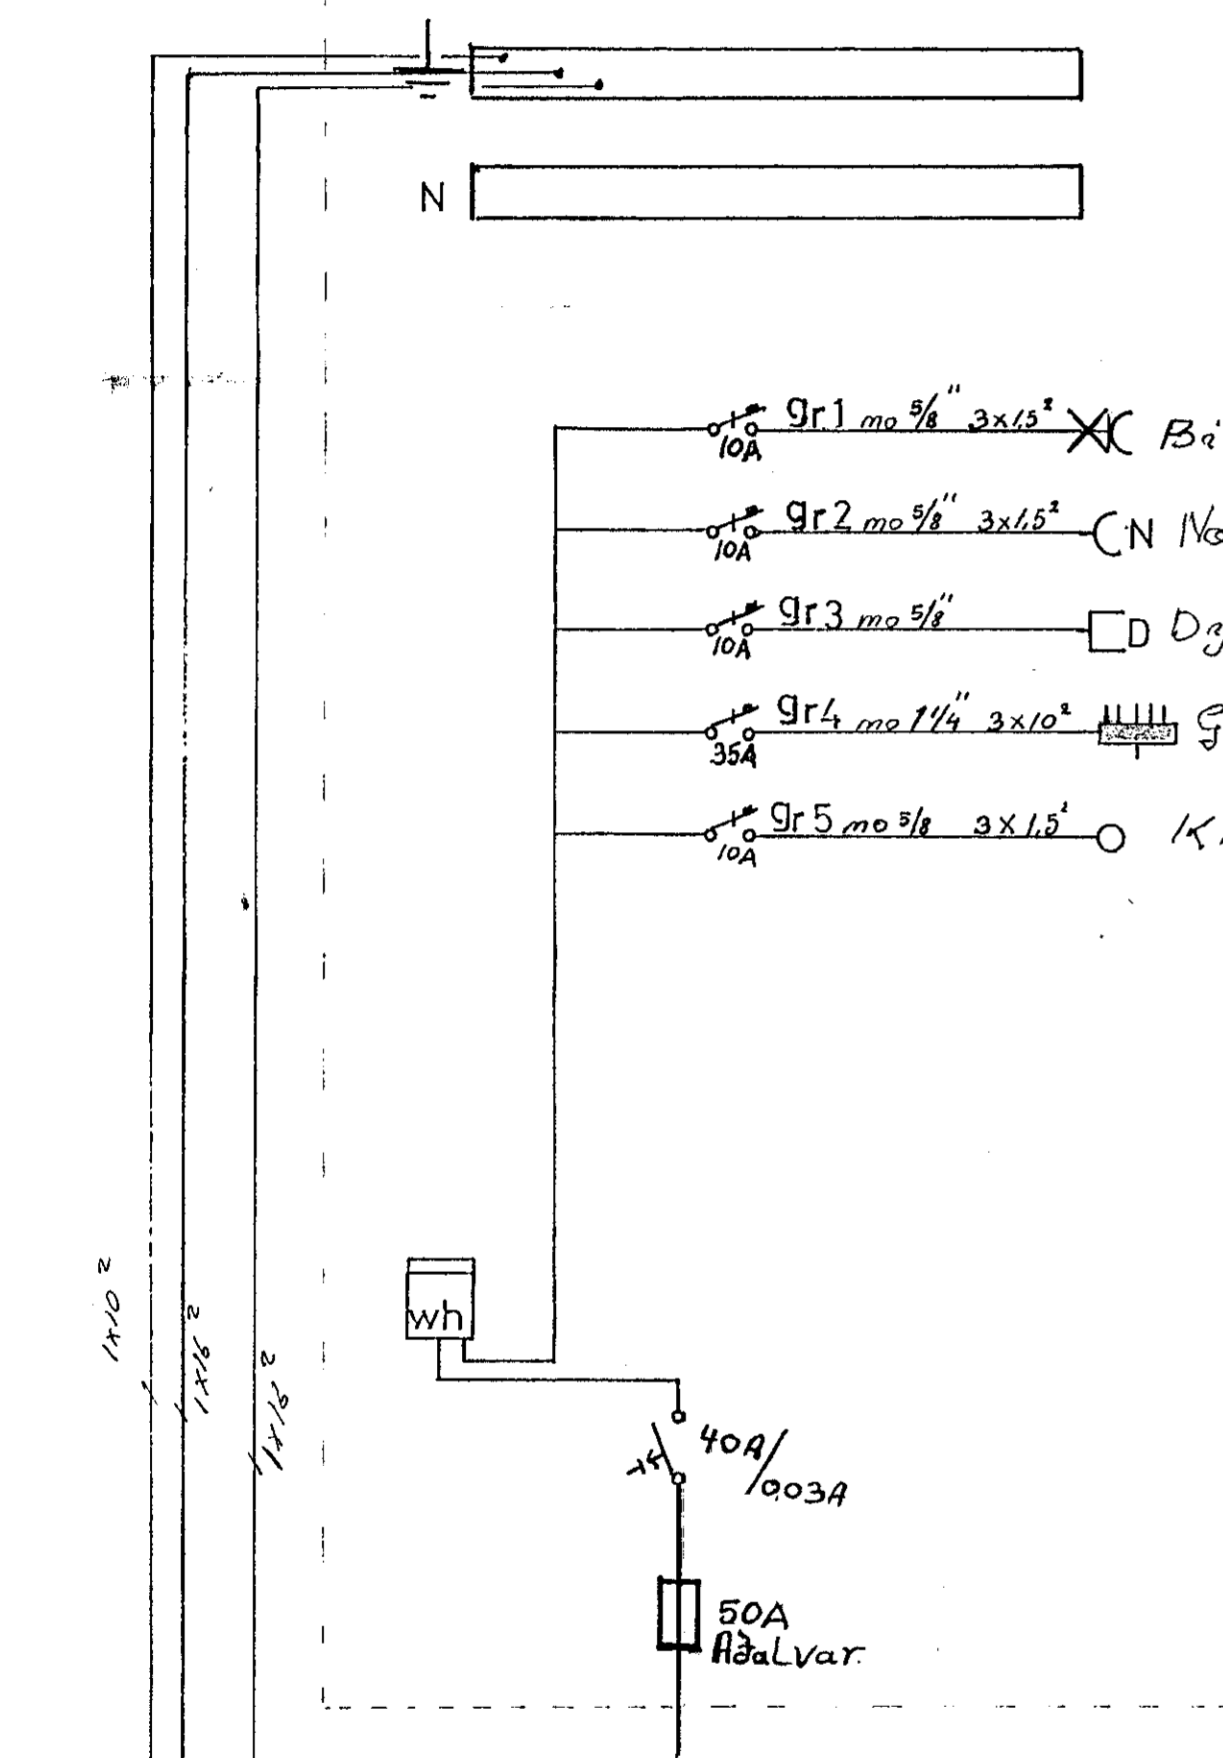 N
gr.1 mo 5/8" 3x1,5²
10A
gr2 mo 5/8" 3x1,5² N
10A
gr3 mo 5/8" D
10A
gr4 mo 1 1/4" 3x10²
35A
gr5 mo 5/8 3x1,5²
10A
wh
1x10²
1x16²
1x16²
40A/0.03A
50A
Aðalvar.